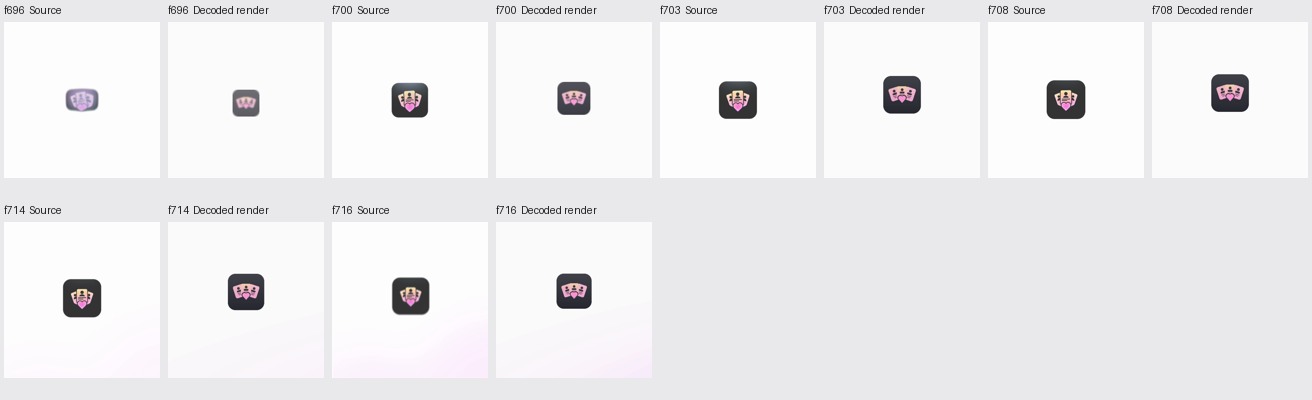 f696 Source
f696 Decoded render
f700 Source
f700 Decoded render
f703 Source
f703 Decoded render
f708 Source
f708 Decoded render
f714 Source
f714 Decoded render
f716 Source
f716 Decoded render